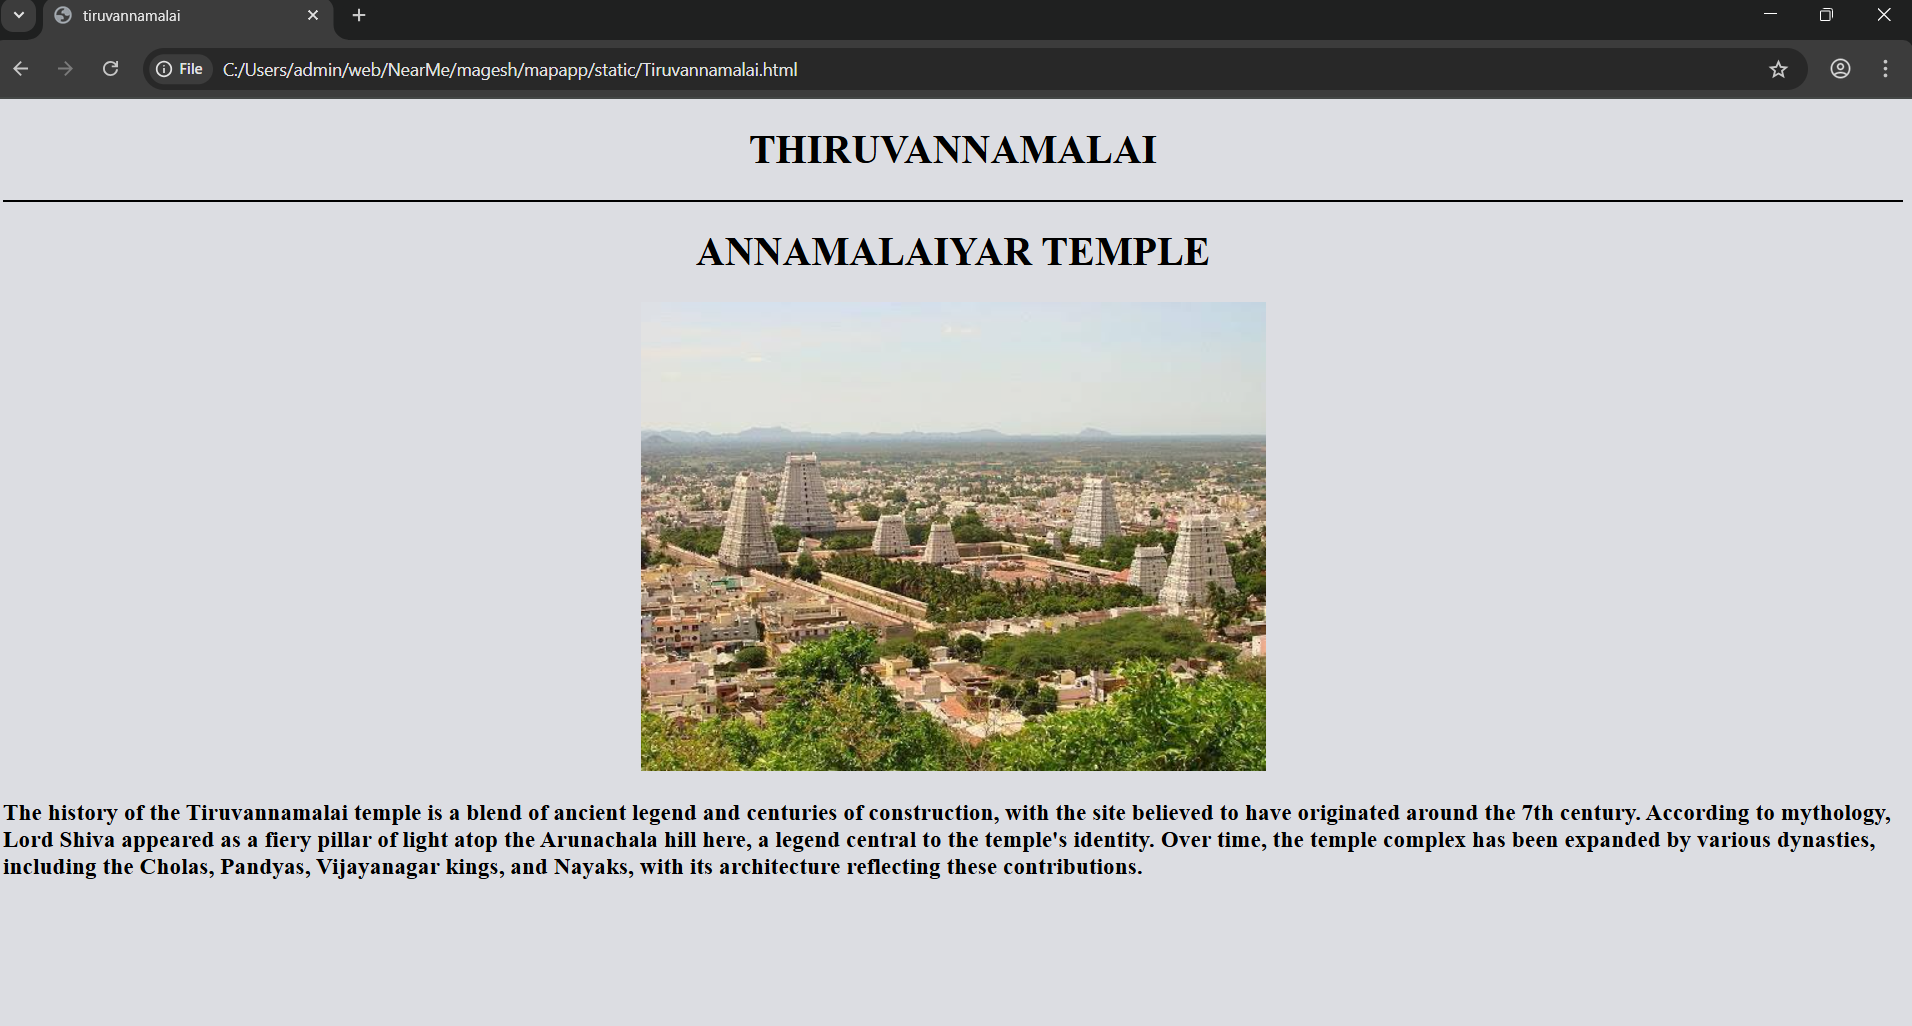 tiruvannamalai
File C:/Users/admin/web/NearMe/magesh/mapapp/static/Tiruvannamalai.html
THIRUVANNAMALAI
ANNAMALAIYAR TEMPLE
The history of the Tiruvannamalai temple is a blend of ancient legend and centuries of construction, with the site believed to have originated around the 7th century. According to mythology,
Lord Shiva appeared as a fiery pillar of light atop the Arunachala hill here, a legend central to the temple's identity. Over time, the temple complex has been expanded by various dynasties,
including the Cholas, Pandyas, Vijayanagar kings, and Nayaks, with its architecture reflecting these contributions.